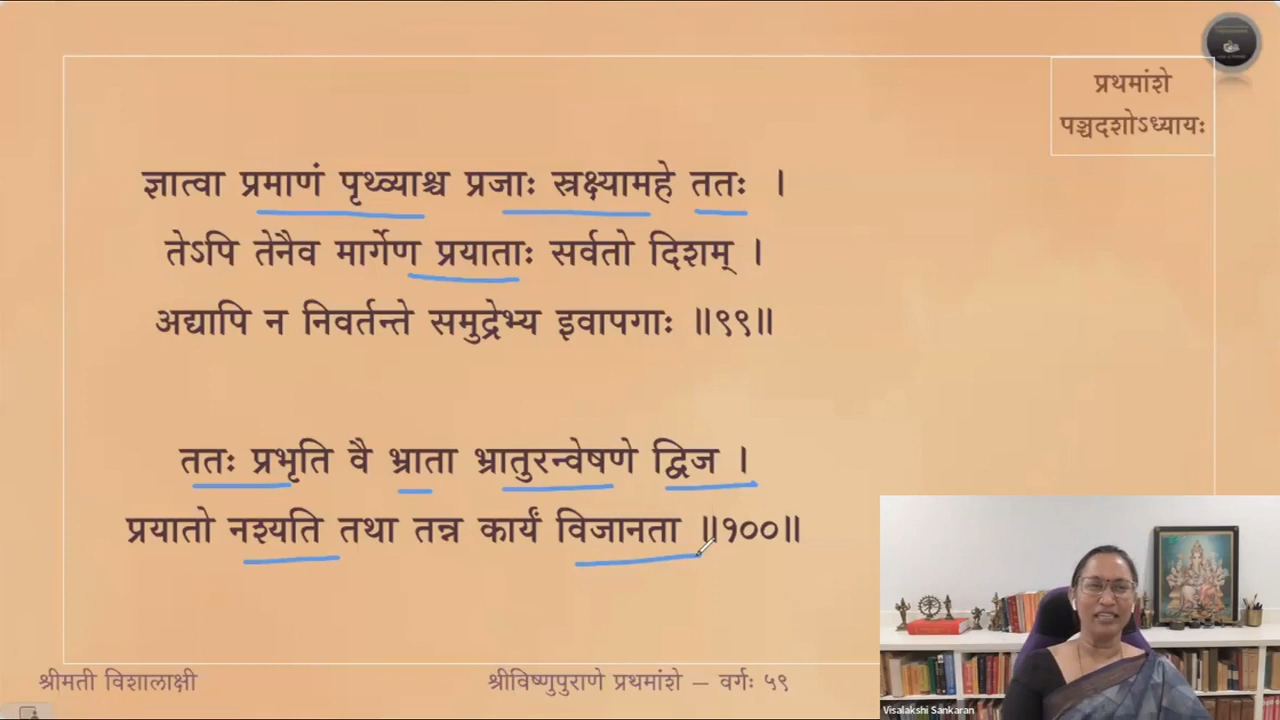 प्रथमांशे
पञ्चदशोऽध्यायः
ज्ञात्वा प्रमाणं पृथ्व्याश्च प्रजाः स्रक्ष्यामहे ततः ।
तेऽपि तेनैव मार्गेण प्रयाताः सर्वतो दिशम् ।
अद्यापि न निवर्तन्ते समुद्रेभ्य इवापगाः ॥९९॥
ततः प्रभृति वै भ्राता भ्रातुरन्वेषणे द्विज ।
प्रयातो नश्यति तथा तन्न कार्यं विजानता ॥१००॥
श्रीमती विशालाक्षी
श्रीविष्णुपुराणे प्रथमांशे – वर्गः ५९
Visalakshi Sankaran